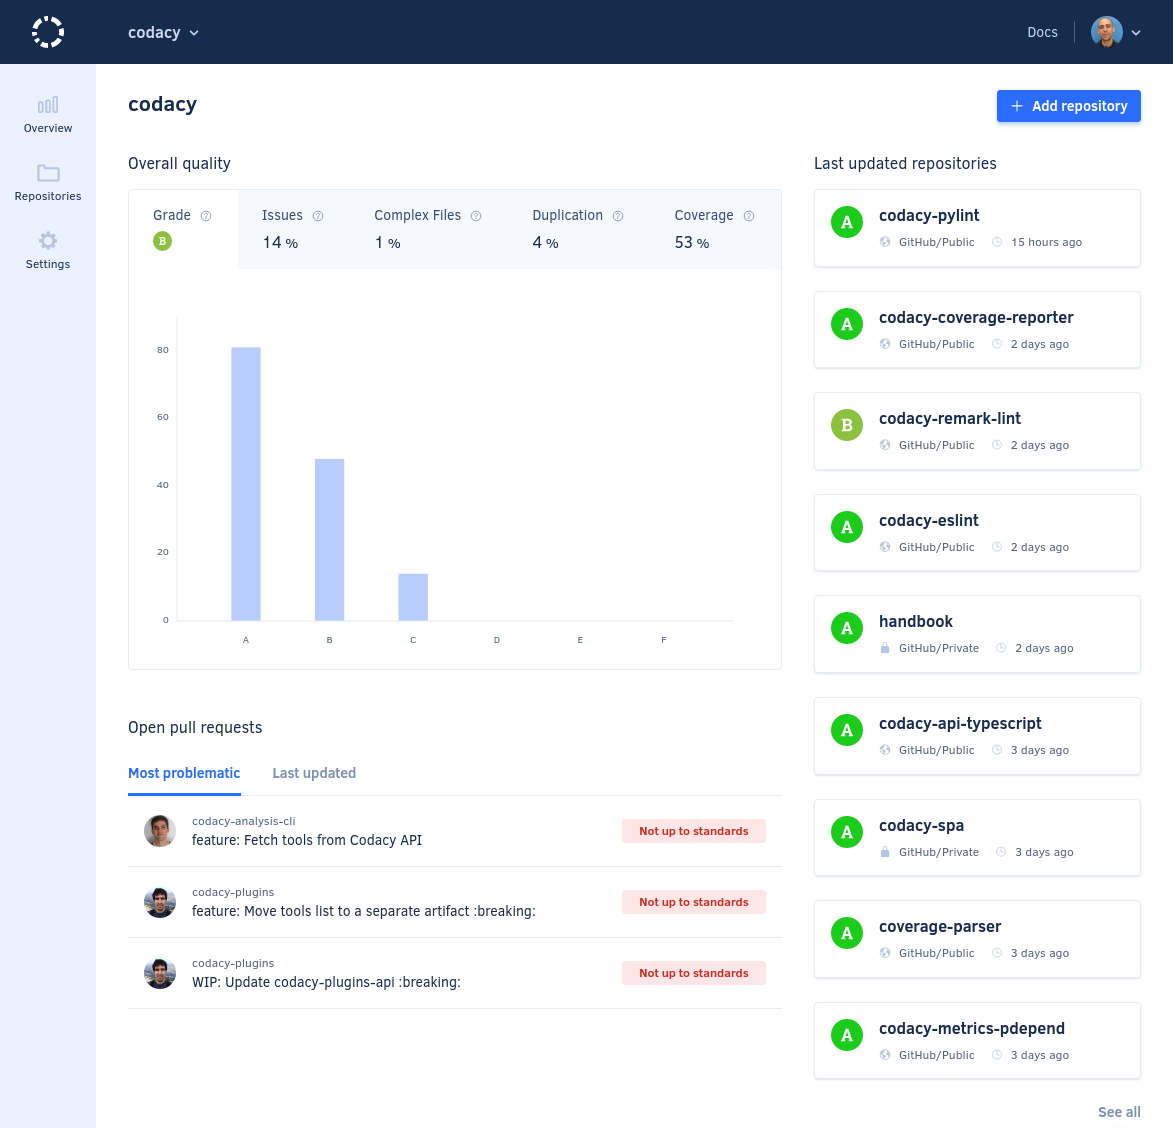 codacy
Docs
Overview
Repositories
Settings
codacy
+ Add repository
Overall quality
Grade
B
Issues
14 %
Complex Files
1 %
Duplication
4 %
Coverage
53 %
80
60
40
20
0
A B C D E F
Open pull requests
Most problematic
Last updated
codacy-analysis-cli
feature: Fetch tools from Codacy API
Not up to standards
codacy-plugins
feature: Move tools list to a separate artifact :breaking:
Not up to standards
codacy-plugins
WIP: Update codacy-plugins-api :breaking:
Not up to standards
Last updated repositories
A
codacy-pylint
GitHub/Public 15 hours ago
A
codacy-coverage-reporter
GitHub/Public 2 days ago
B
codacy-remark-lint
GitHub/Public 2 days ago
A
codacy-eslint
GitHub/Public 2 days ago
A
handbook
GitHub/Private 2 days ago
A
codacy-api-typescript
GitHub/Public 3 days ago
A
codacy-spa
GitHub/Private 3 days ago
A
coverage-parser
GitHub/Public 3 days ago
A
codacy-metrics-pdepend
GitHub/Public 3 days ago
See all